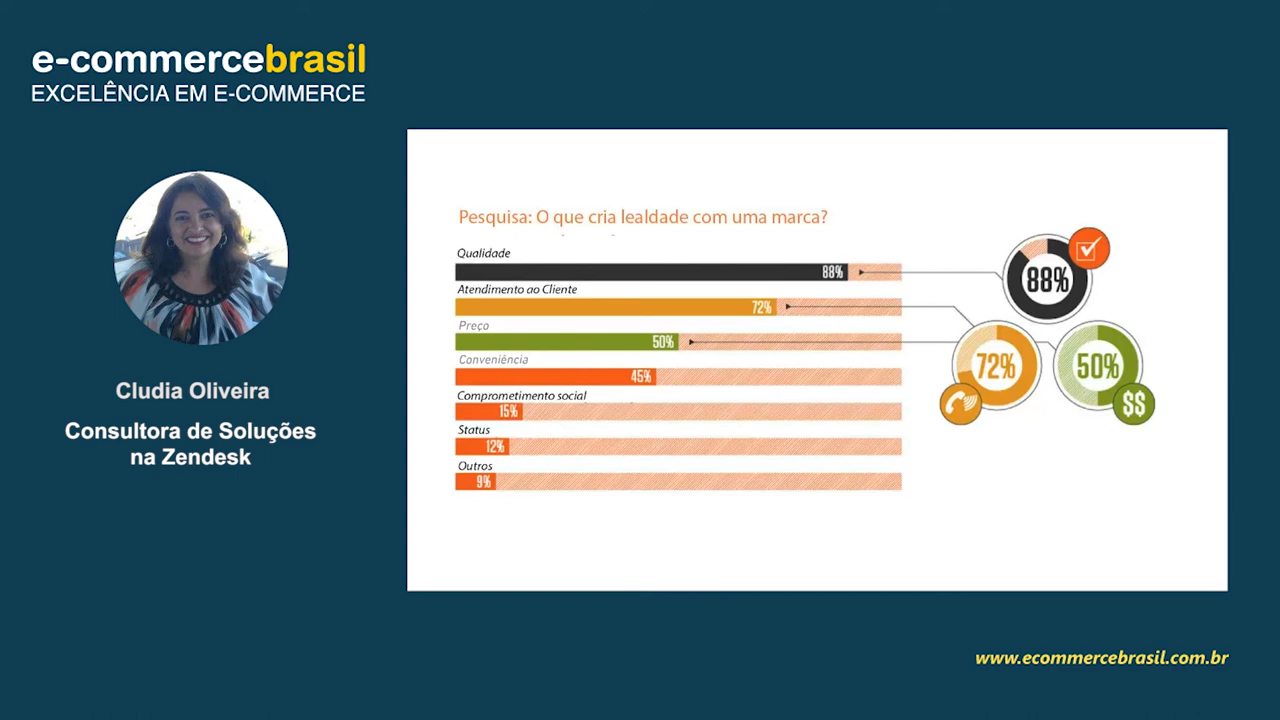 e-commercebrasil
EXCELÊNCIA EM E-COMMERCE
Cludia Oliveira
Consultora de Soluções
na Zendesk
Pesquisa: O que cria lealdade com uma marca?
Qualidade
88%
Atendimento ao Cliente
72%
Preço
50%
Conveniência
45%
Comprometimento social
15%
Status
12%
Outros
9%
88%
72%
50%
$$
www.ecommercebrasil.com.br